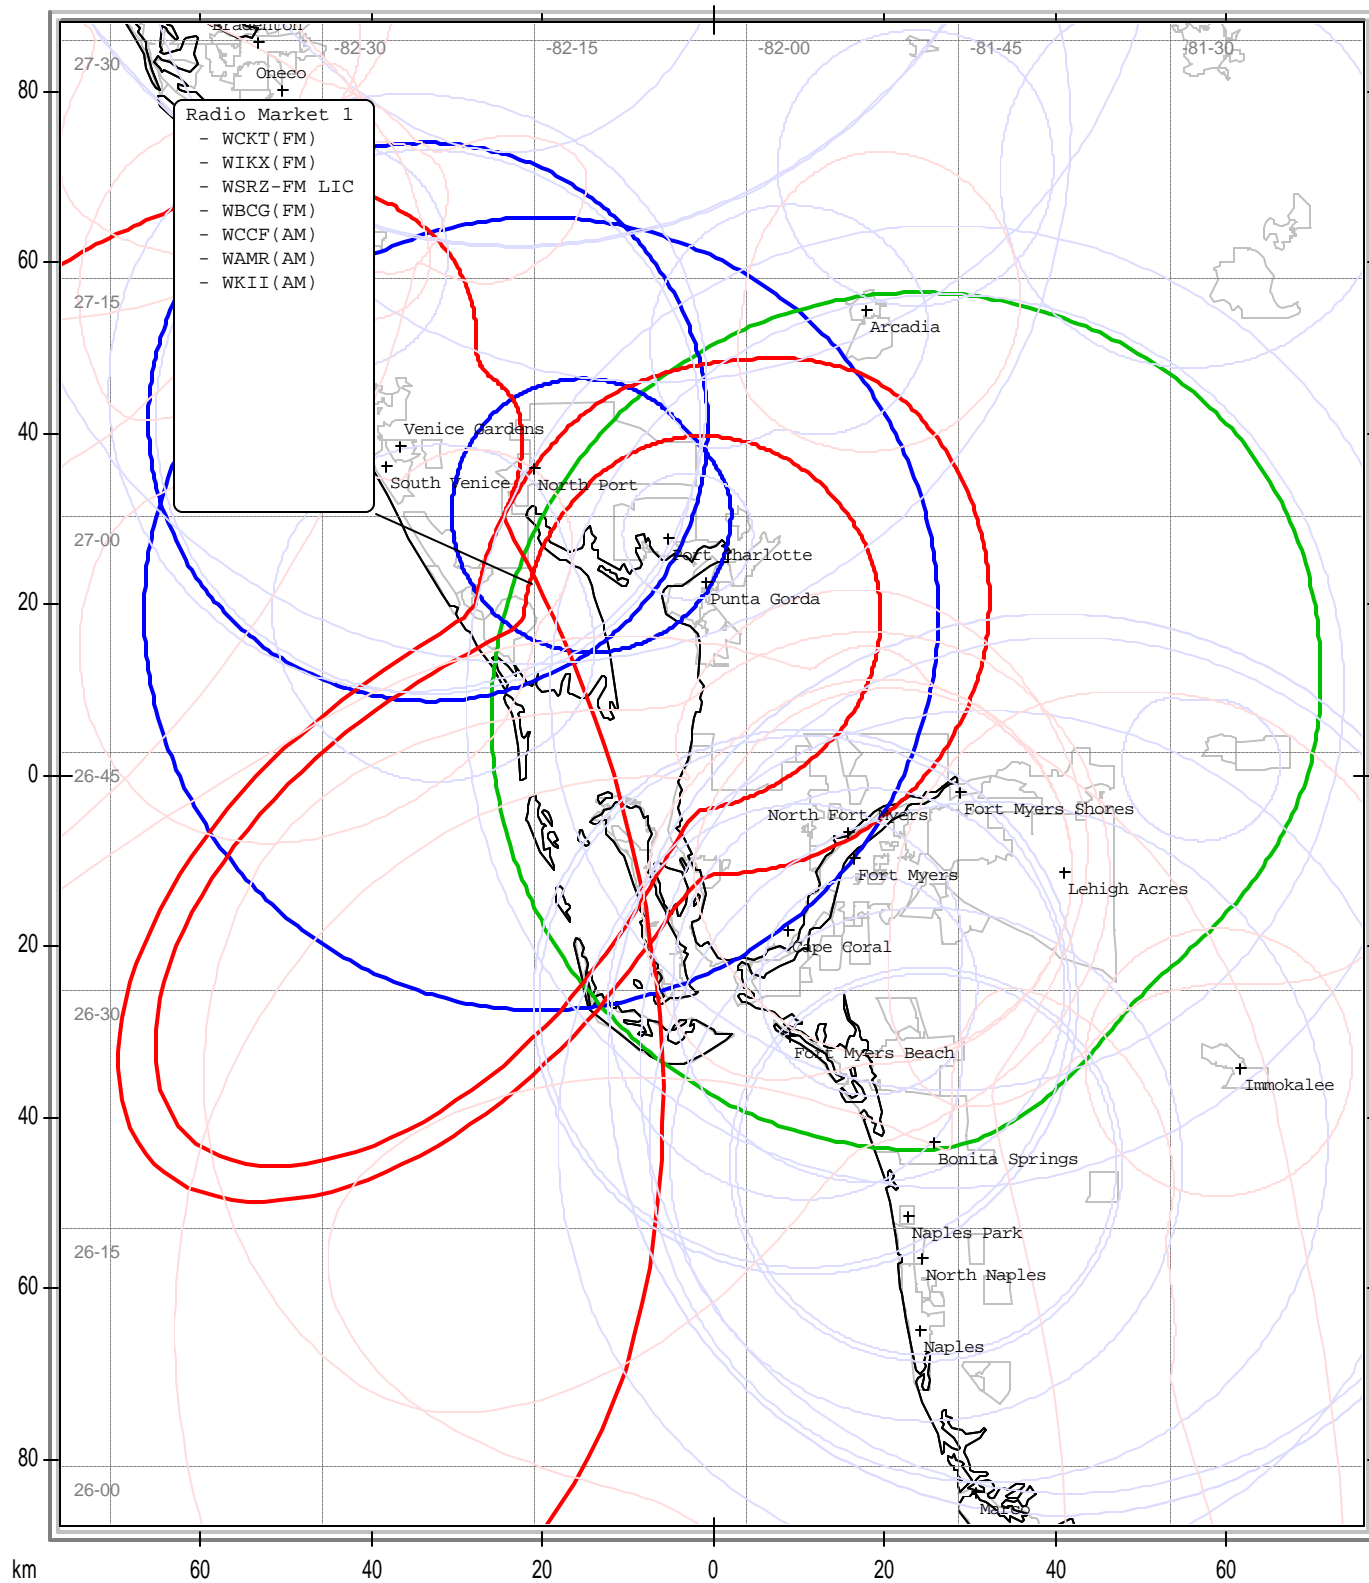 Bradenton
-82-30
-82-15
-82-00
-81-45
-81-30
27-30
Oneco
80
Radio Market 1
- WCKT(FM)
- WIKX(FM)
- WSRZ-FM LIC
- WBCG(FM)
- WCCF(AM)
- WAMR(AM)
- WKII(AM)
60
27-15
Arcadia
40
Venice Gardens
South Venice
North Port
27-00
Port Charlotte
20
Punta Gorda
0
26-45
North Fort Myers
Fort Myers Shores
Fort Myers
Lehigh Acres
20
Cape Coral
26-30
Fort Myers Beach
Immokalee
40
Bonita Springs
Naples Park
26-15
North Naples
60
Naples
80
26-00
Marco
km
60
40
20
0
20
40
60